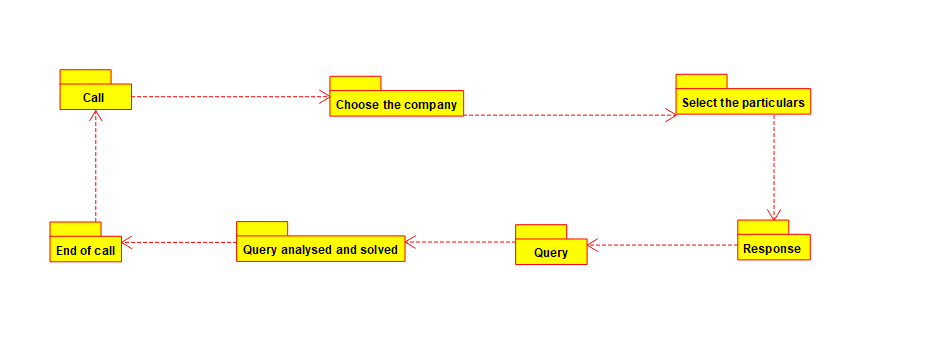 Call
Choose the company
Select the particulars
End of call
Query analysed and solved
Query
Response